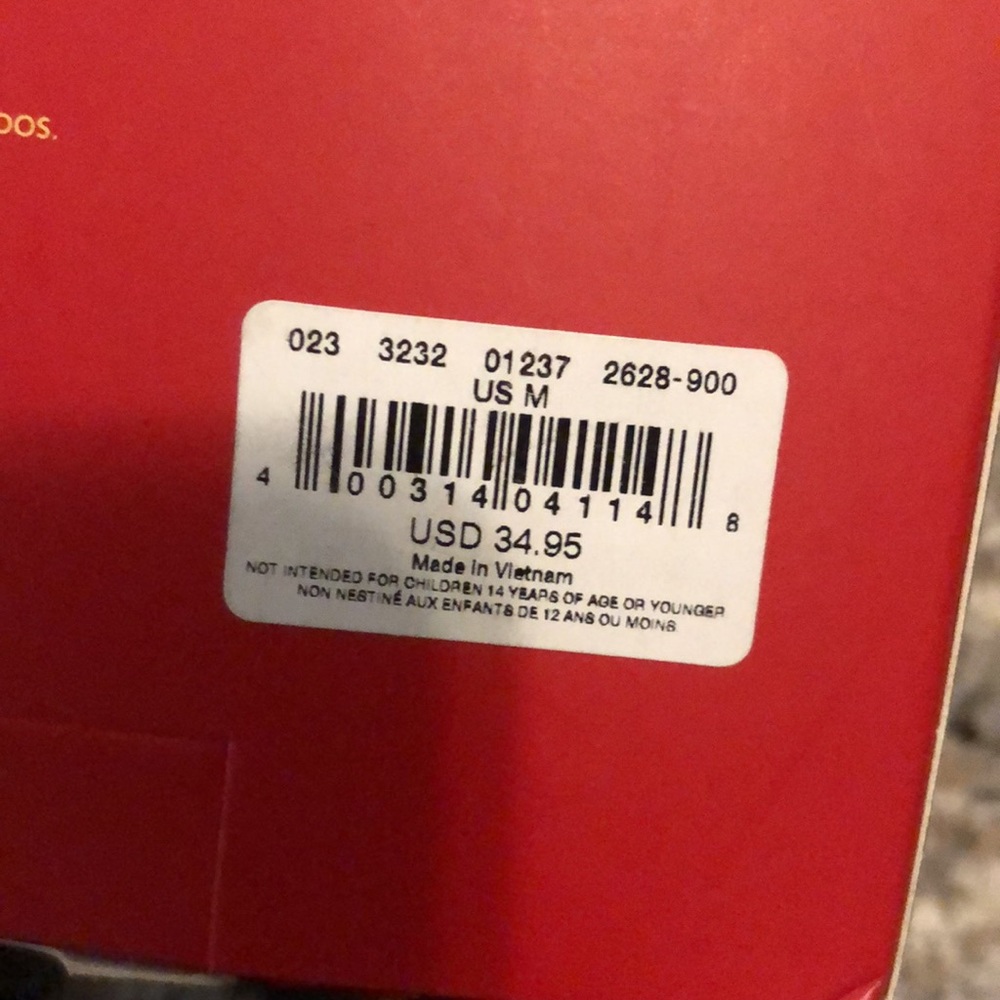 oos.
023 3232 01237 2628-900
US M
4 00314 04114 8
USD 34.95
Made in Vietnam
NOT INTENDED FOR CHILDREN 14 YEARS OF AGE OR YOUNGER
NON NESTINÉ AUX ENFANTS DE 12 ANS OU MOINS